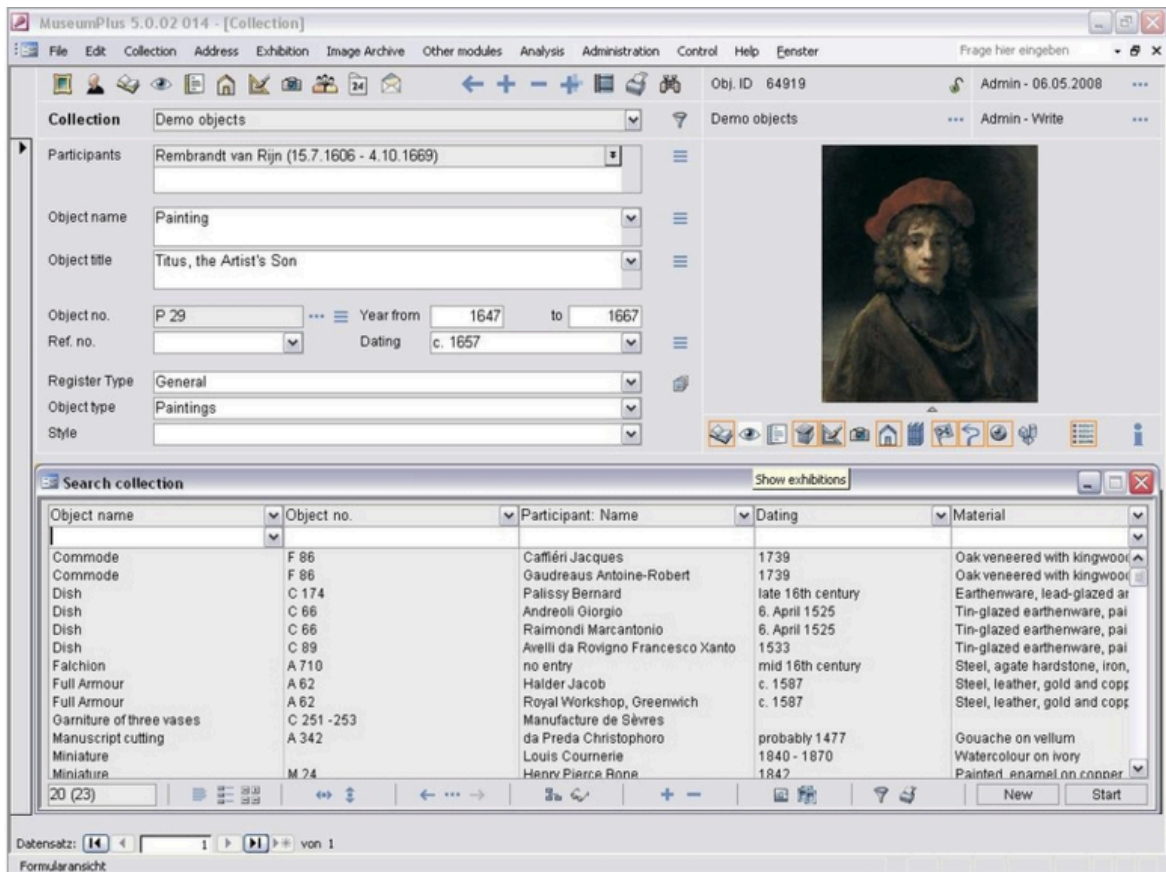 MuseumPlus 5.0.02 014 - [Collection]
File Edit Collection Address Exhibition Image Archive Other modules Analysis Administration Control Help Fenster Frage hier eingeben
24 Obj. ID 64919 Admin - 06.05.2008
Collection Demo objects Demo objects Admin - Write
Participants Rembrandt van Rijn (15.7.1606 - 4.10.1669)
Object name Painting
Object title Titus, the Artist's Son
Object no. P 29 Year from 1647 to 1667
Ref. no. Dating c. 1657
Register Type General
Object type Paintings
Style
Show exhibitions
Search collection
Object name Object no. Participant: Name Dating Material
Commode F 86 Caffiéri Jacques 1739 Oak veneered with kingwood
Commode F 86 Gaudreaus Antoine-Robert 1739 Oak veneered with kingwood
Dish C 174 Palissy Bernard late 16th century Earthenware, lead-glazed ar
Dish C 66 Andreoli Giorgio 6. April 1525 Tin-glazed earthenware, pai
Dish C 66 Raimondi Marcantonio 6. April 1525 Tin-glazed earthenware, pai
Dish C 89 Avelli da Rovigno Francesco Xanto 1533 Tin-glazed earthenware, pai
Falchion A 710 no entry mid 16th century Steel, agate hardstone, iron,
Full Armour A 62 Halder Jacob c. 1587 Steel, leather, gold and copp
Full Armour A 62 Royal Workshop, Greenwich c. 1587 Steel, leather, gold and copp
Garniture of three vases C 251 -253 Manufacture de Sèvres
Manuscript cutting A 342 da Preda Christophoro probably 1477 Gouache on vellum
Miniature Louis Cournerie 1840 - 1870 Watercolour on ivory
Miniature M 24 Henry Pierce Bone 1842 Painted enamel on copper
20 (23) New Start
Datensatz: 1 von 1
Formularansicht